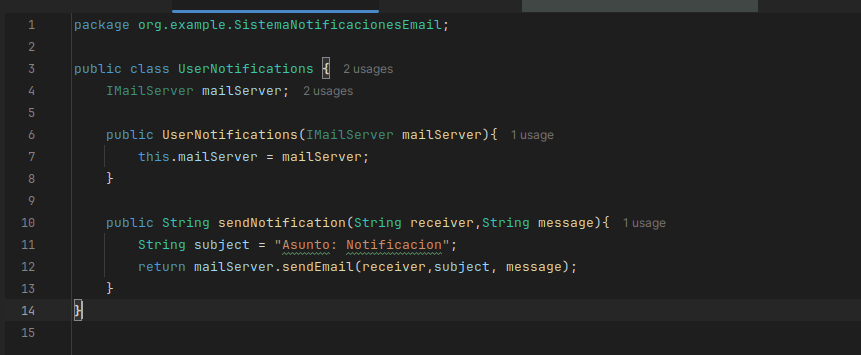 1 package org.example.SistemaNotificacionesEmail;
2
3 public class UserNotifications { 2 usages
4 IMailServer mailServer; 2 usages
5
6 public UserNotifications(IMailServer mailServer){ 1 usage
7 this.mailServer = mailServer;
8 }
9
10 public String sendNotification(String receiver,String message){ 1 usage
11 String subject = "Asunto: Notificacion";
12 return mailServer.sendEmail(receiver,subject, message);
13 }
14 }
15